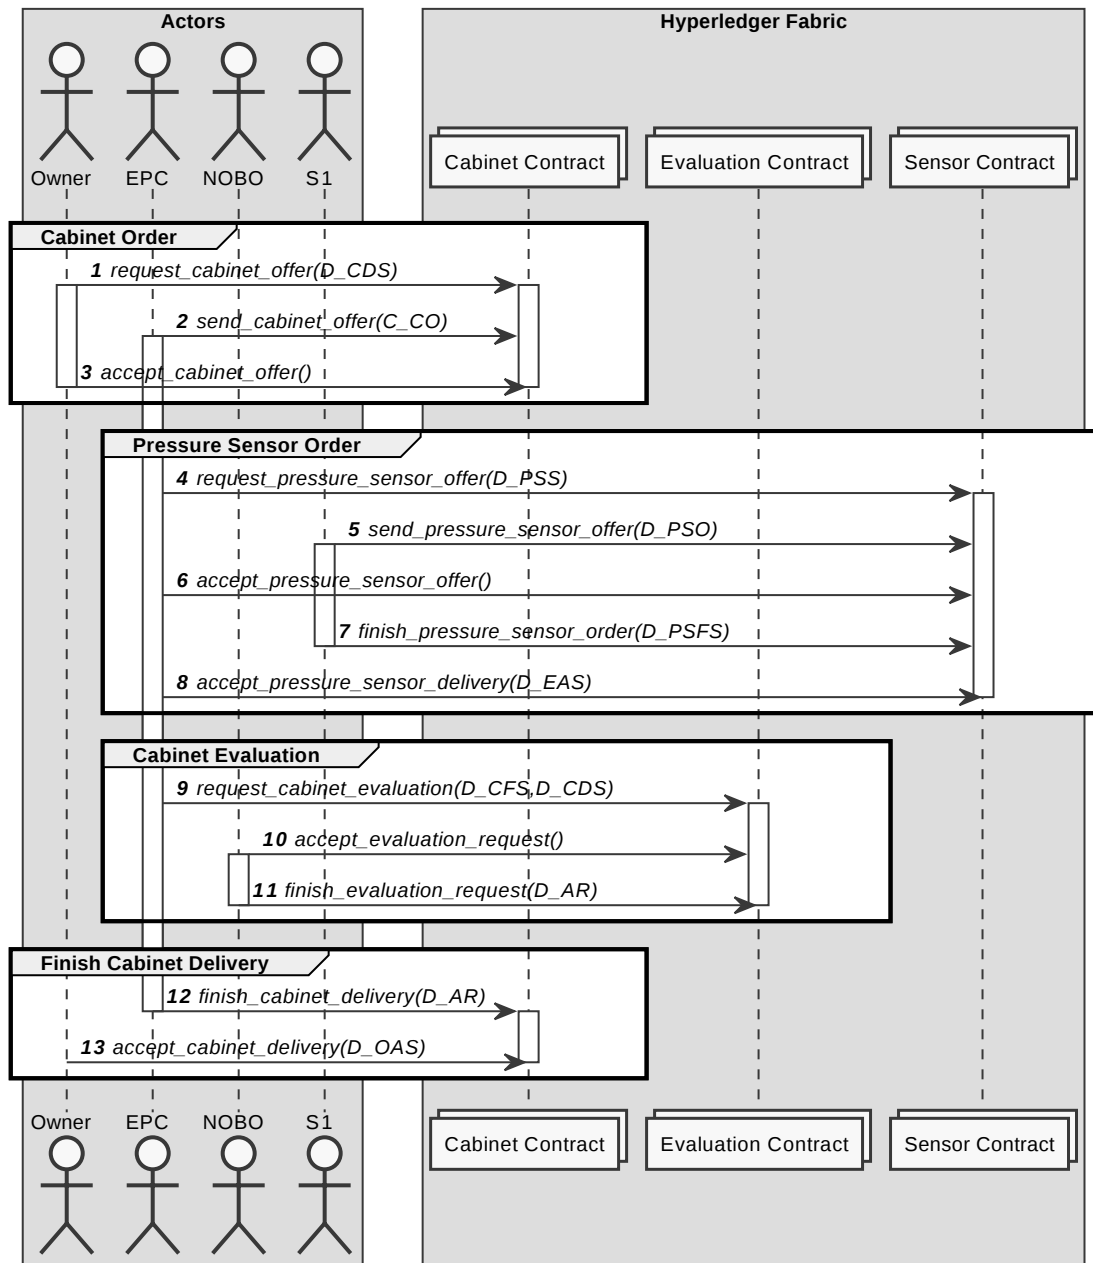 Actors
Hyperledger Fabric
Owner
EPC
NOBO
S1
Cabinet Contract
Evaluation Contract
Sensor Contract
Cabinet Order
1 request_cabinet_offer(D_CDS)
2 send_cabinet_offer(C_CO)
3 accept_cabinet_offer()
Pressure Sensor Order
4 request_pressure_sensor_offer(D_PSS)
5 send_pressure_sensor_offer(D_PSO)
6 accept_pressure_sensor_offer()
7 finish_pressure_sensor_order(D_PSFS)
8 accept_pressure_sensor_delivery(D_EAS)
Cabinet Evaluation
9 request_cabinet_evaluation(D_CFS,D_CDS)
10 accept_evaluation_request()
11 finish_evaluation_request(D_AR)
Finish Cabinet Delivery
12 finish_cabinet_delivery(D_AR)
13 accept_cabinet_delivery(D_OAS)
Owner
EPC
NOBO
S1
Cabinet Contract
Evaluation Contract
Sensor Contract